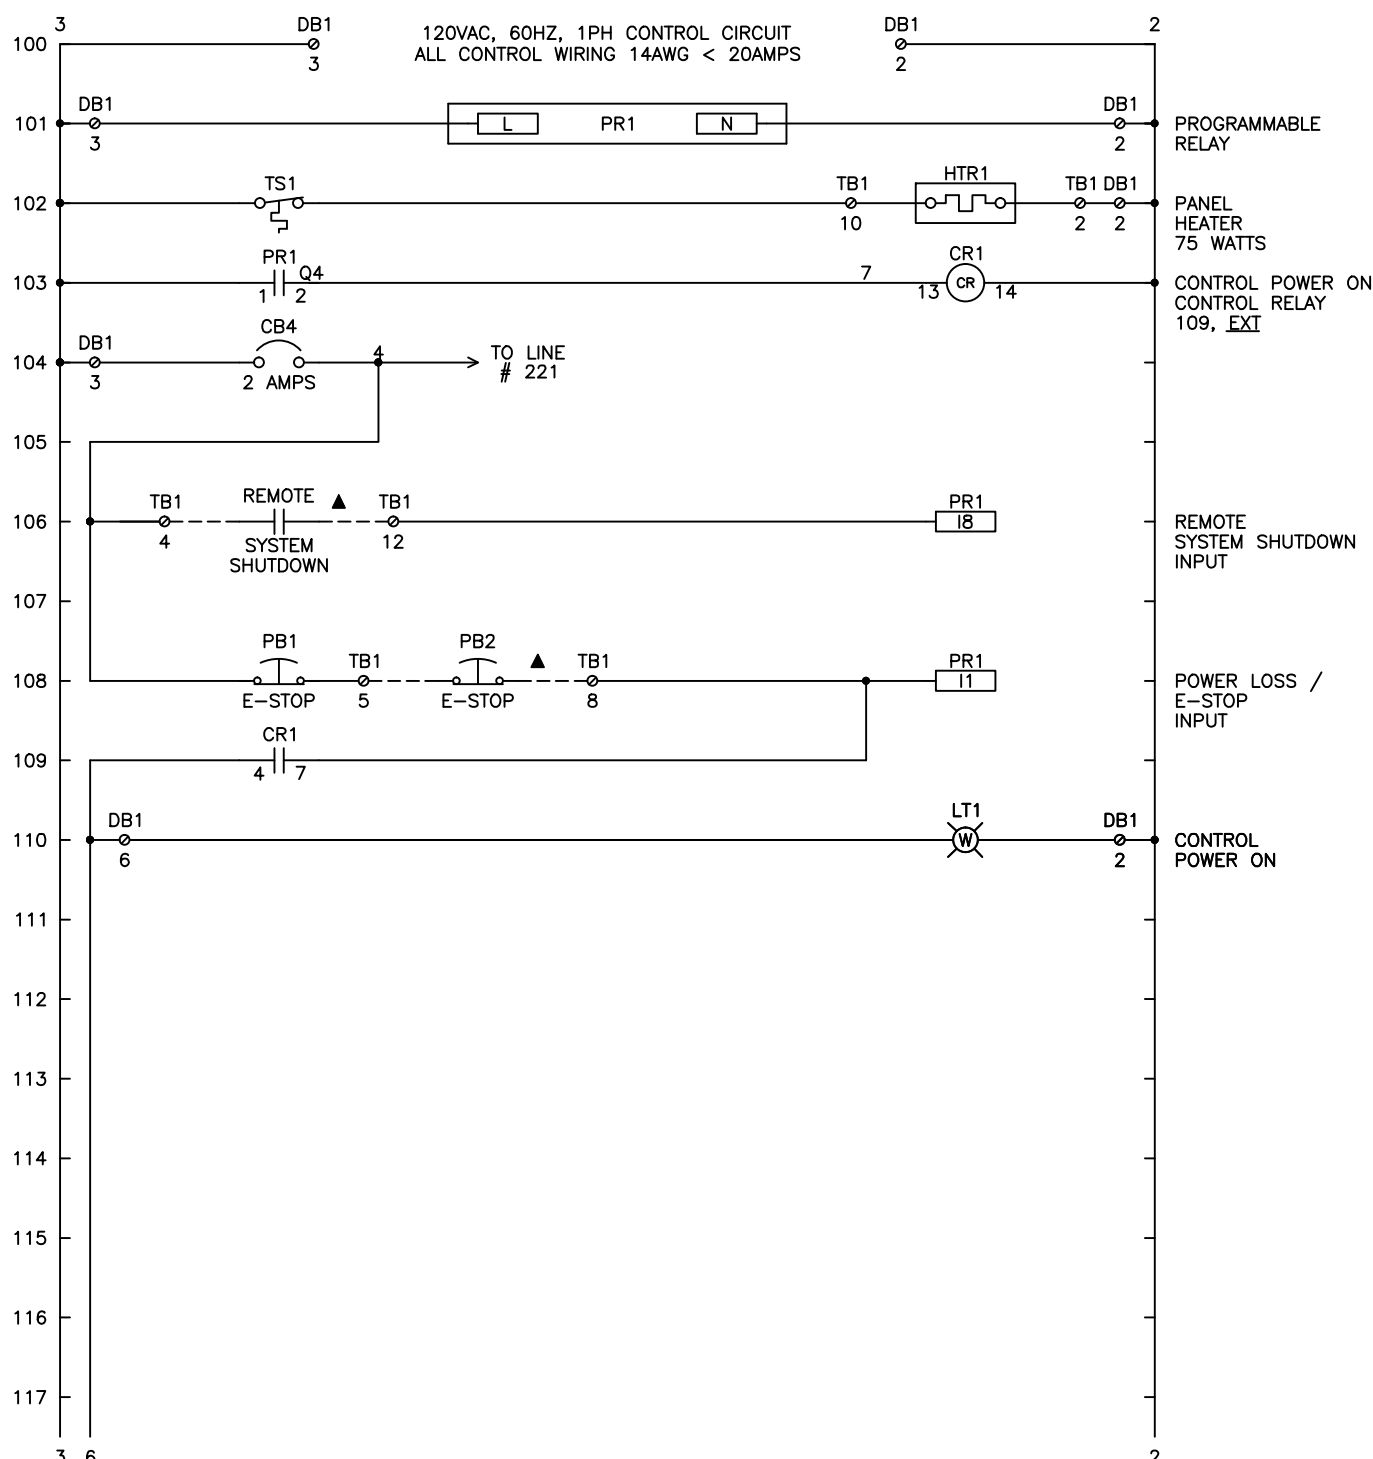 3 DB1 120VAC, 60HZ, 1PH CONTROL CIRCUIT DB1 2
100 3 ALL CONTROL WIRING 14AWG < 20AMPS 2
DB1 DB1
101 L PR1 N PROGRAMMABLE
3 2 RELAY
TS1 TB1 HTR1 TB1 DB1
102 PANEL
10 2 2 HEATER
75 WATTS
PR1 Q4 7 CR1
103 1 2 13 CR 14 CONTROL POWER ON
CONTROL RELAY
109, EXT
DB1 CB4 4
104 TO LINE
3 2 AMPS # 221
105
TB1 REMOTE TB1 PR1
106 I8 REMOTE
4 SYSTEM 12 SYSTEM SHUTDOWN
SHUTDOWN INPUT
107
PB1 TB1 PB2 TB1 PR1
108 I1 POWER LOSS /
E-STOP 5 E-STOP 8 E-STOP
INPUT
CR1
109 4 7
DB1 LT1 DB1
110 W CONTROL
6 2 POWER ON
111
112
113
114
115
116
117
3 6 2